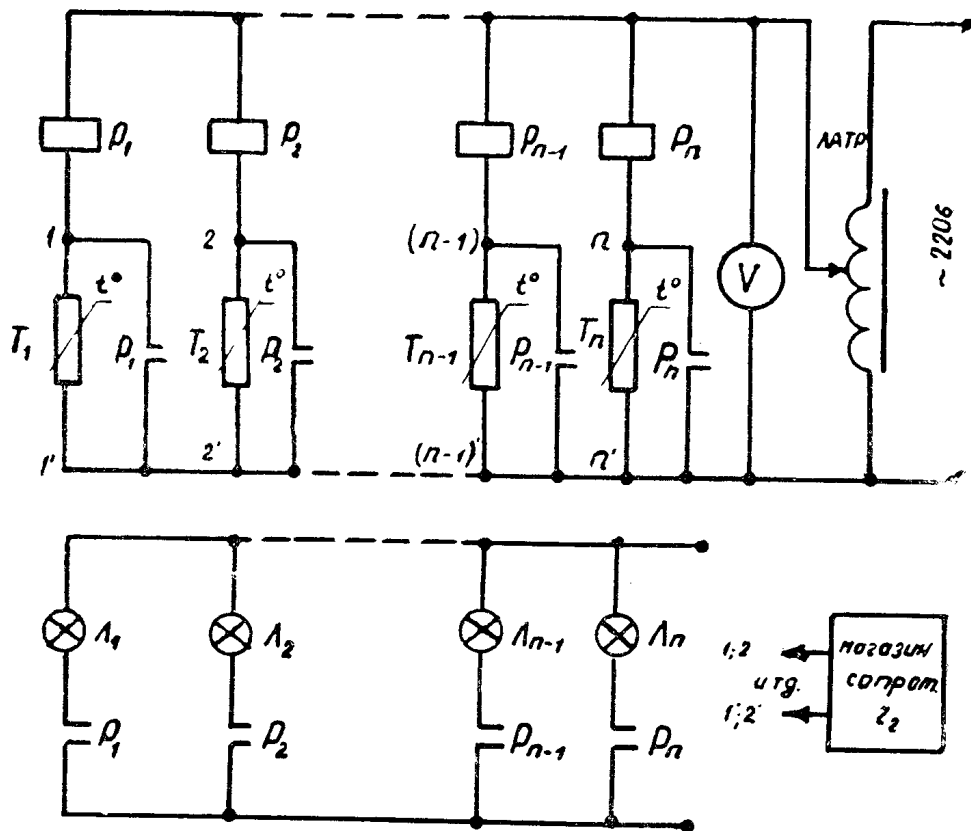 P₁ P₂ Pₙ₋₁ Pₙ ЛАТР
1 2 (n-1) n
t° t° t° t° V ~220в
T₁ P₁ T₂ P₂ Tₙ₋₁ Pₙ₋₁ Tₙ Pₙ
1' 2' (n-1)' n'
Л₁ Л₂ Лₙ₋₁ Лₙ
1;2 магазин
итд. сопрот.
1';2' r₂
P₁ P₂ Pₙ₋₁ Pₙ